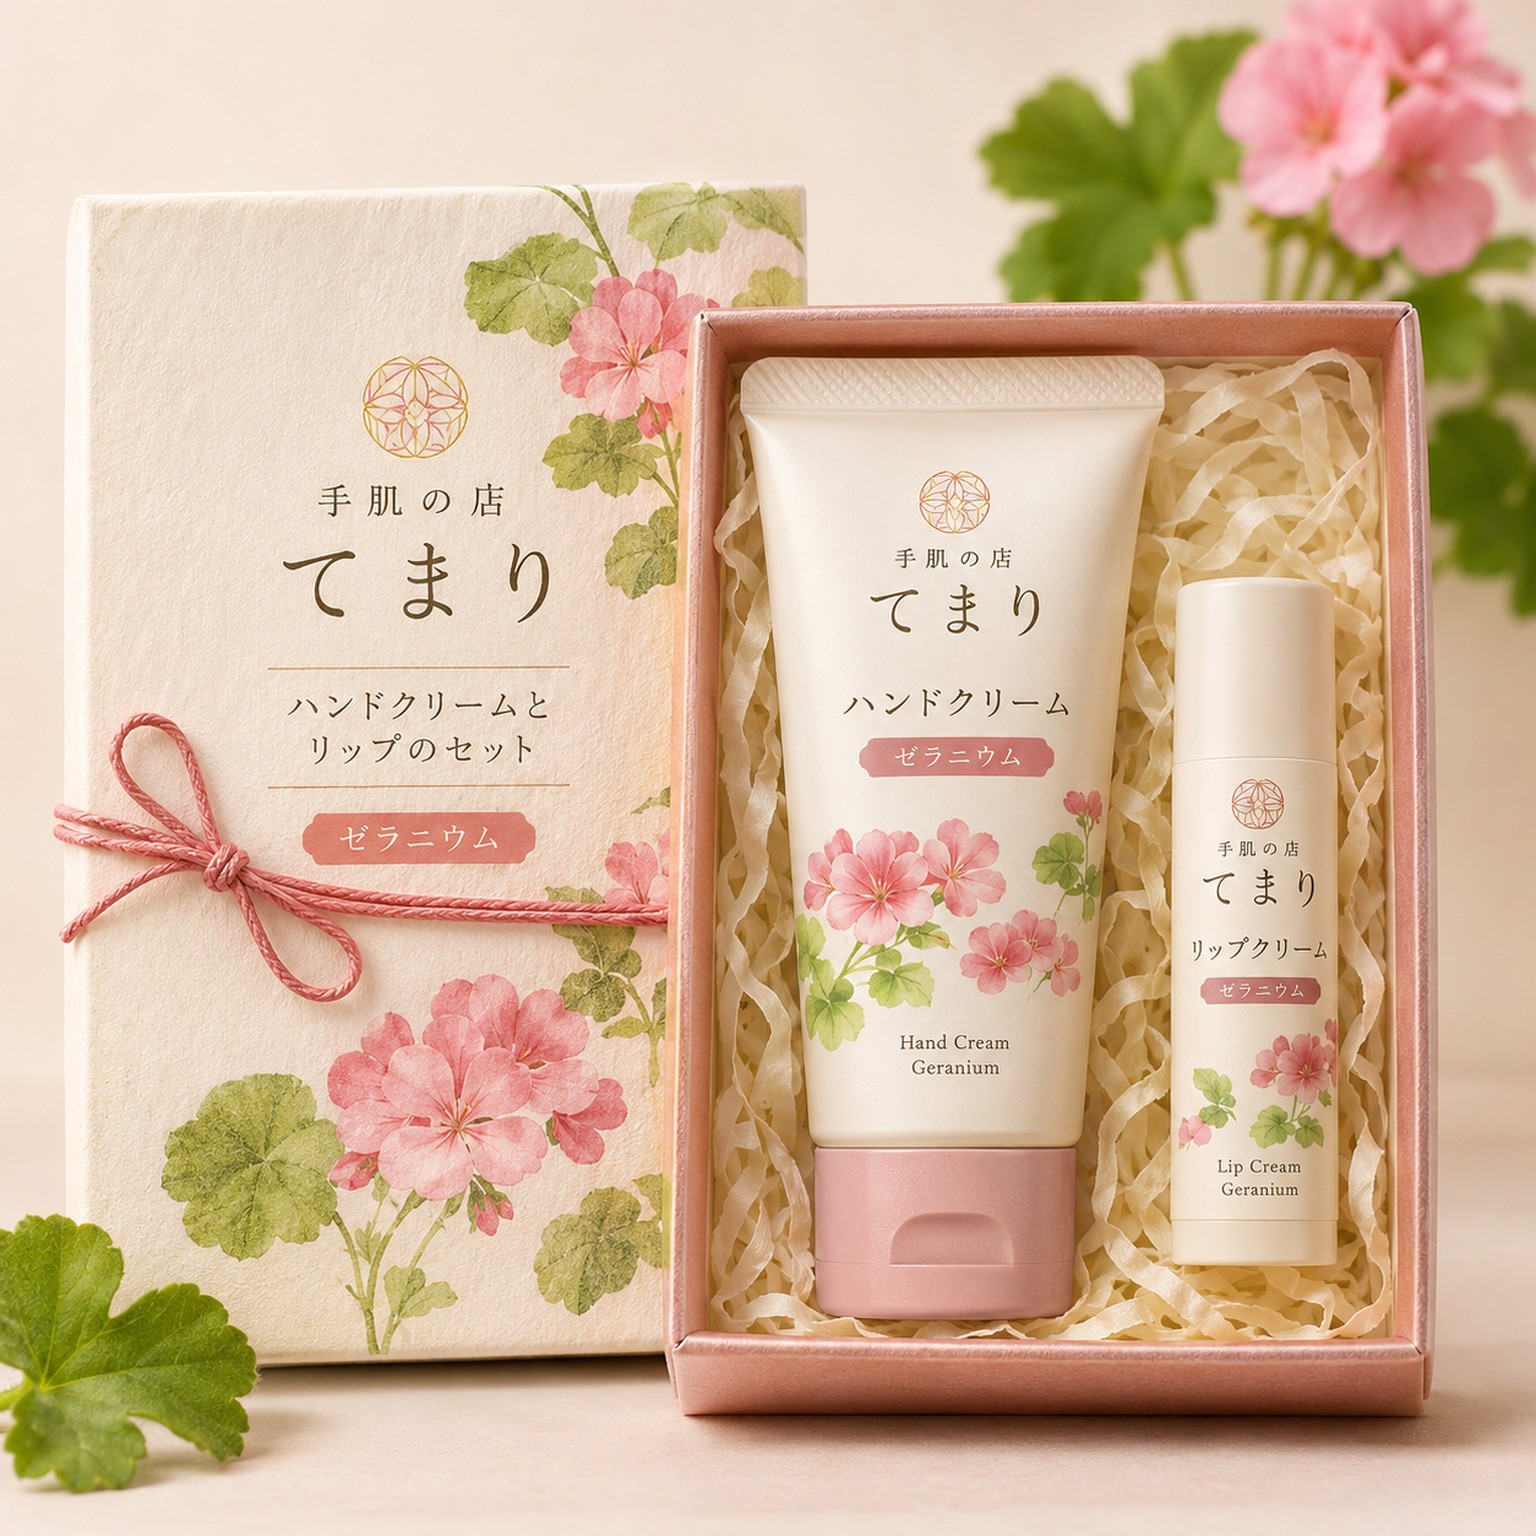 手肌の店
てまり
ハンドクリームと
リップのセット
ゼラニウム
手肌の店
てまり
ハンドクリーム
ゼラニウム
Hand Cream
Geranium
手肌の店
てまり
リップクリーム
ゼラニウム
Lip Cream
Geranium